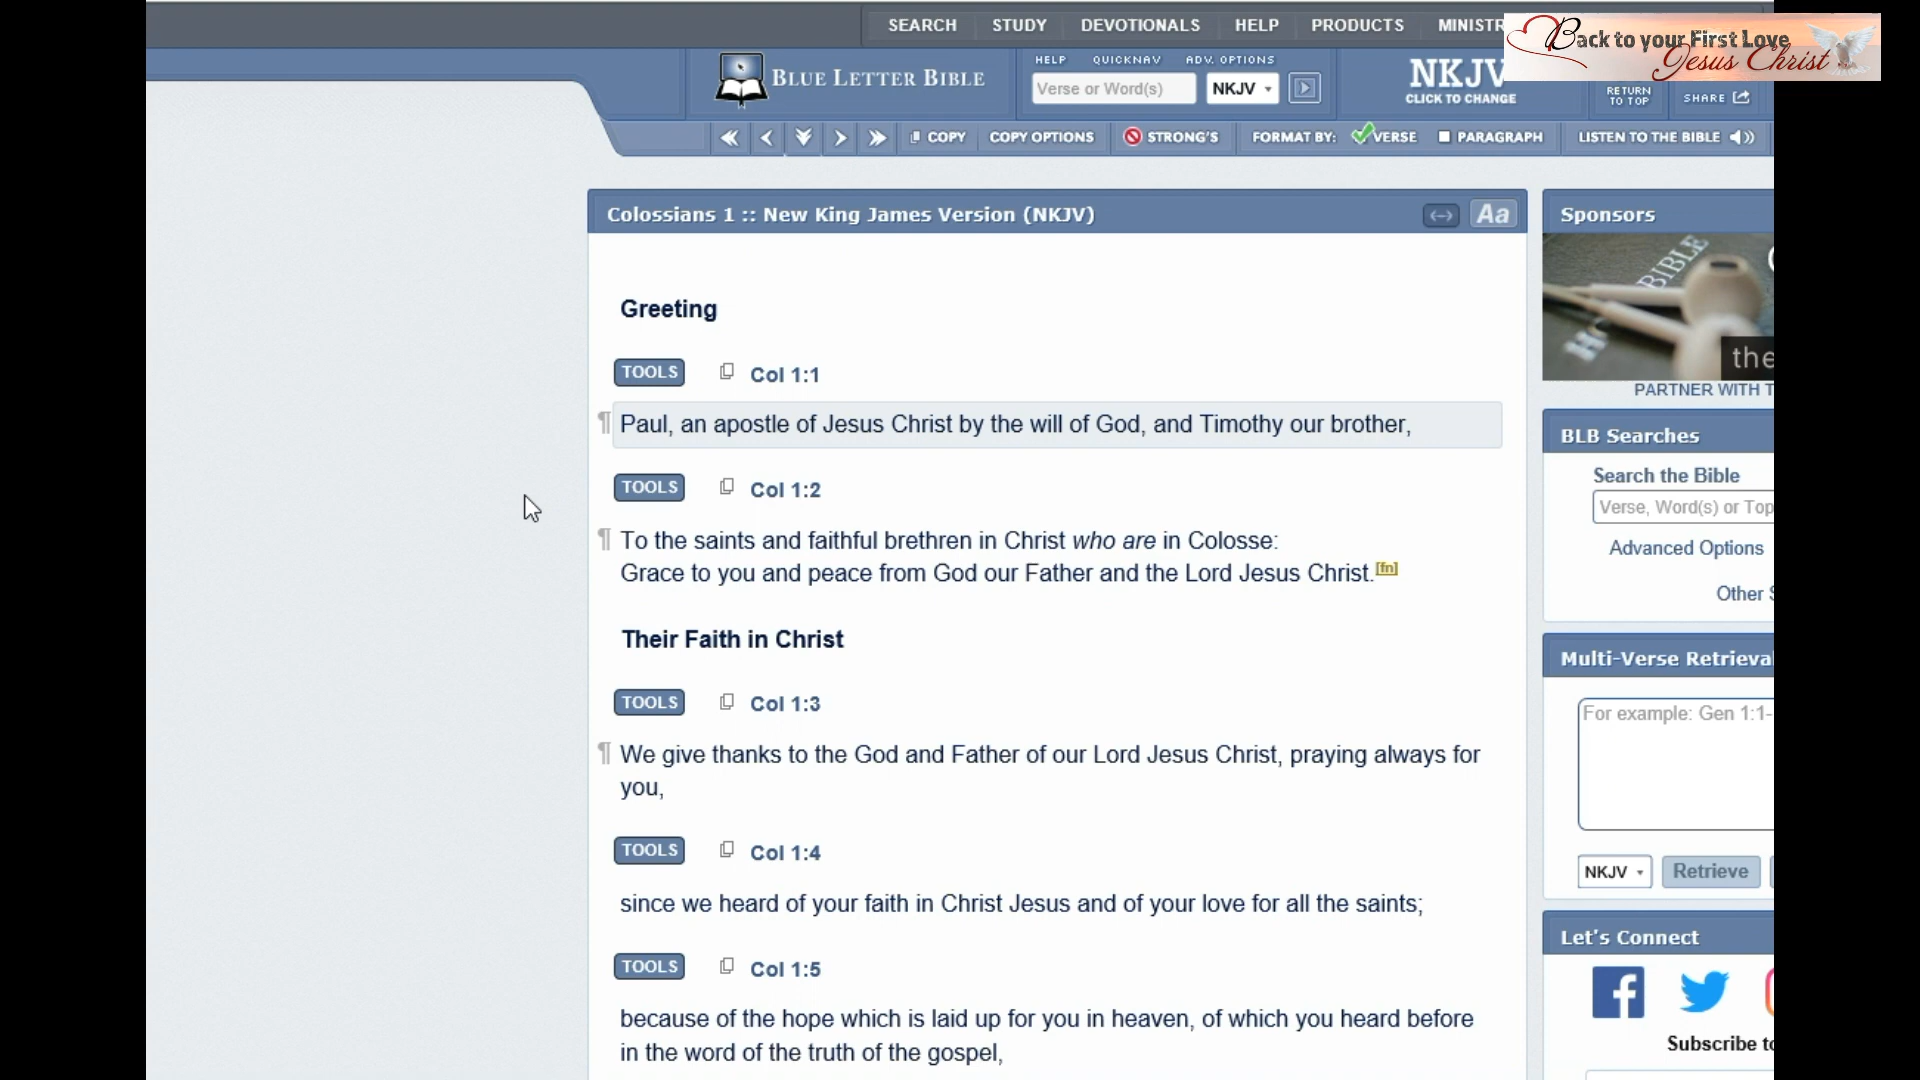 SEARCH STUDY DEVOTIONALS HELP PRODUCTS
Back to your First Love
Jesus Christ
BLUE LETTER BIBLE
HELP QUICKNAV ADV. OPTIONS
Verse or Word(s) NKJV
NKJV
CLICK TO CHANGE
RETURN
TO TOP
SHARE
COPY COPY OPTIONS STRONG'S FORMAT BY: VERSE PARAGRAPH LISTEN TO THE BIBLE
Colossians 1 :: New King James Version (NKJV)
Aa
Greeting
TOOLS Col 1:1
¶ Paul, an apostle of Jesus Christ by the will of God, and Timothy our brother,
TOOLS Col 1:2
¶ To the saints and faithful brethren in Christ who are in Colosse:
Grace to you and peace from God our Father and the Lord Jesus Christ.[fn]
Their Faith in Christ
TOOLS Col 1:3
¶ We give thanks to the God and Father of our Lord Jesus Christ, praying always for
you,
TOOLS Col 1:4
since we heard of your faith in Christ Jesus and of your love for all the saints;
TOOLS Col 1:5
because of the hope which is laid up for you in heaven, of which you heard before
in the word of the truth of the gospel,
Sponsors
BIBLE
the
PARTNER WITH
BLB Searches
Search the Bible
Verse, Word(s) or Top
Advanced Options
Other
Multi-Verse Retrieva
For example: Gen 1:1-
NKJV Retrieve
Let's Connect
Subscribe